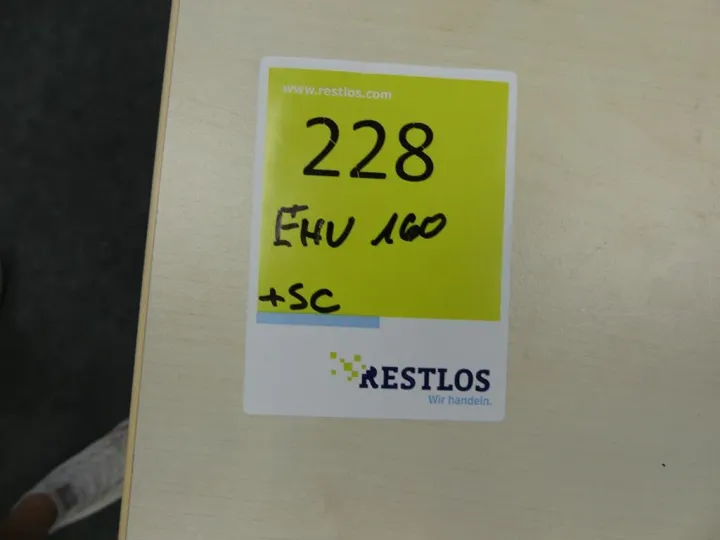 www.restlos.com
228
EHU 160
+SC
RESTLOS
Wir handeln.